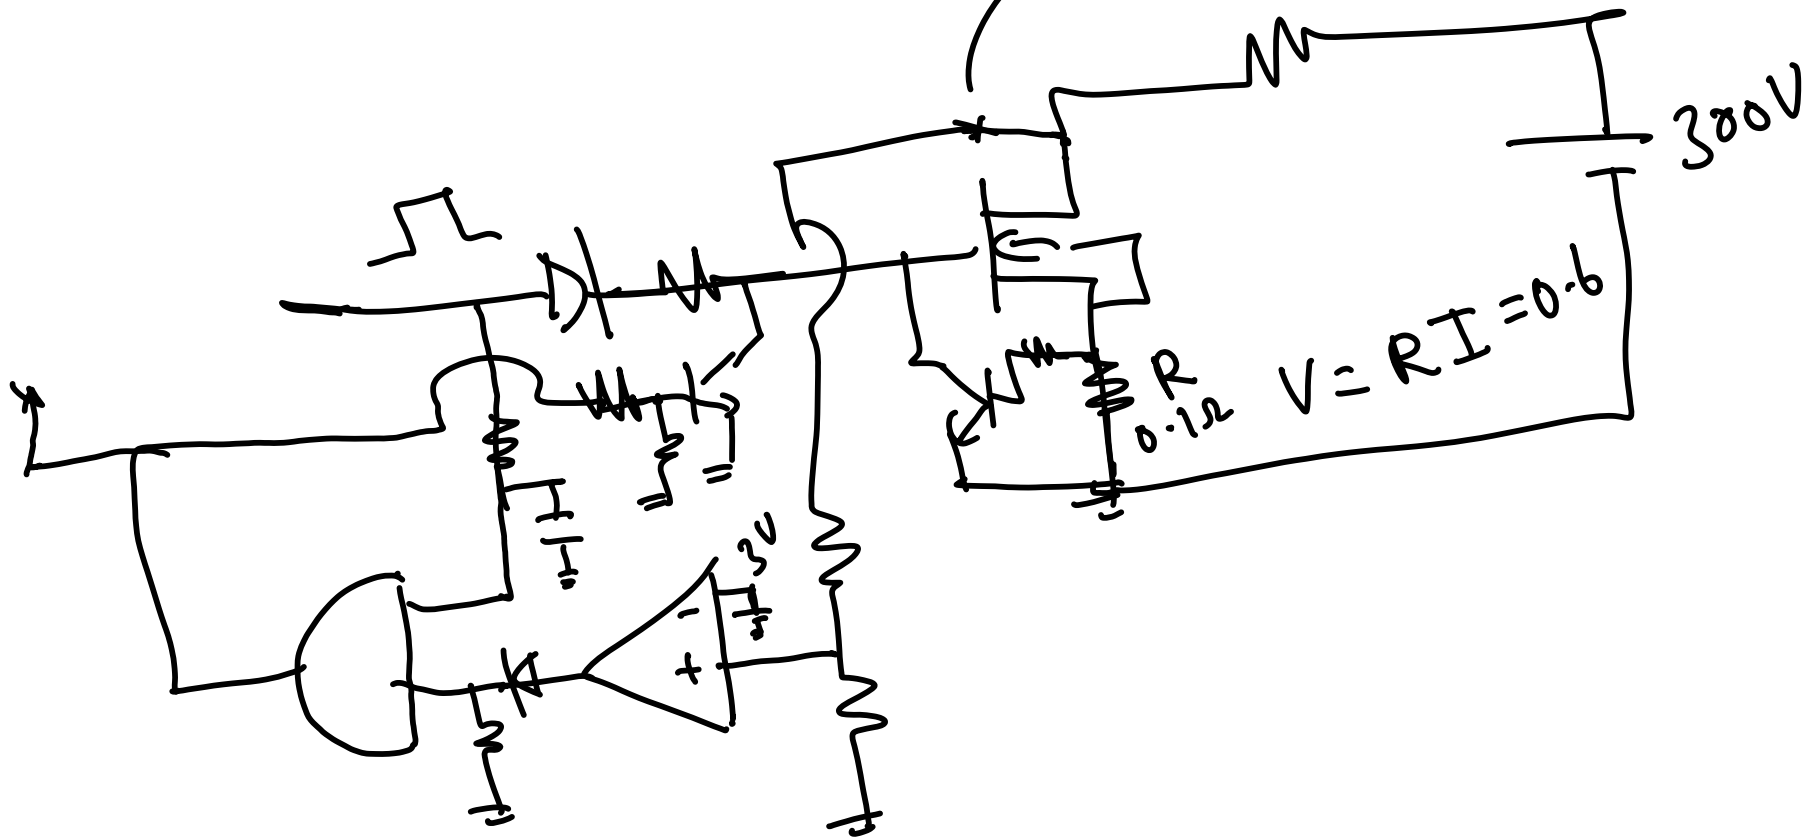 300V
V = RI = 0.6
R
0.1Ω
3V
-
+